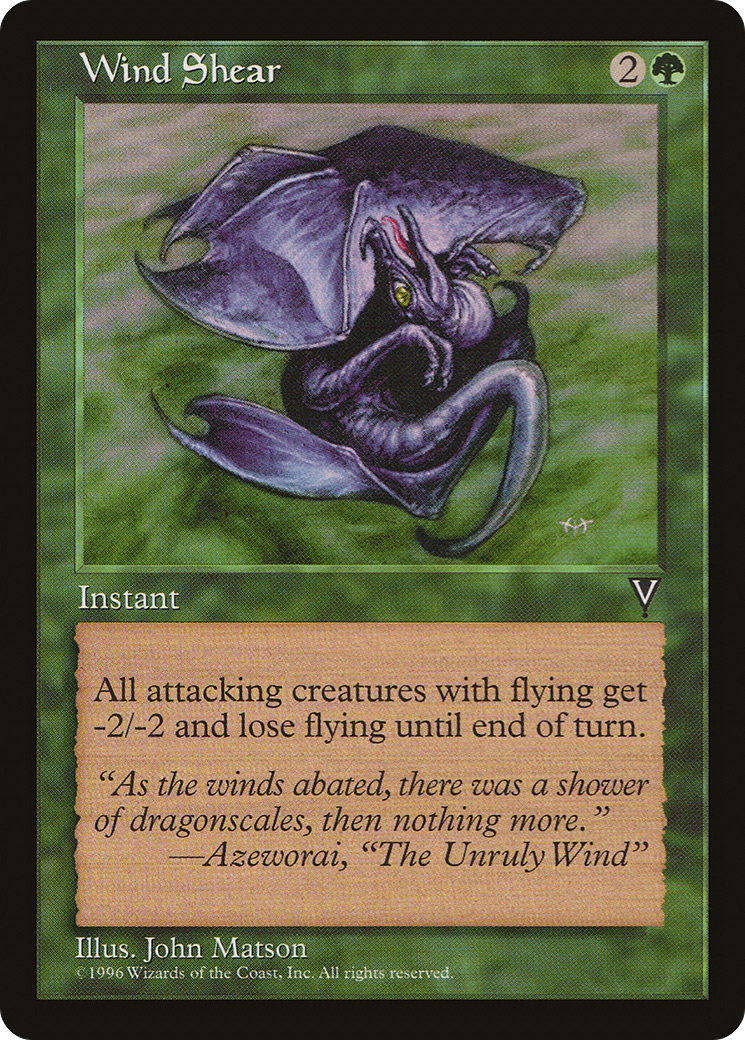 Wind Shear 2
Instant V
All attacking creatures with flying get
-2/-2 and lose flying until end of turn.
“As the winds abated, there was a shower
of dragonscales, then nothing more.”
—Azeworai, “The Unruly Wind”
Illus. John Matson
©1996 Wizards of the Coast, Inc. All rights reserved.